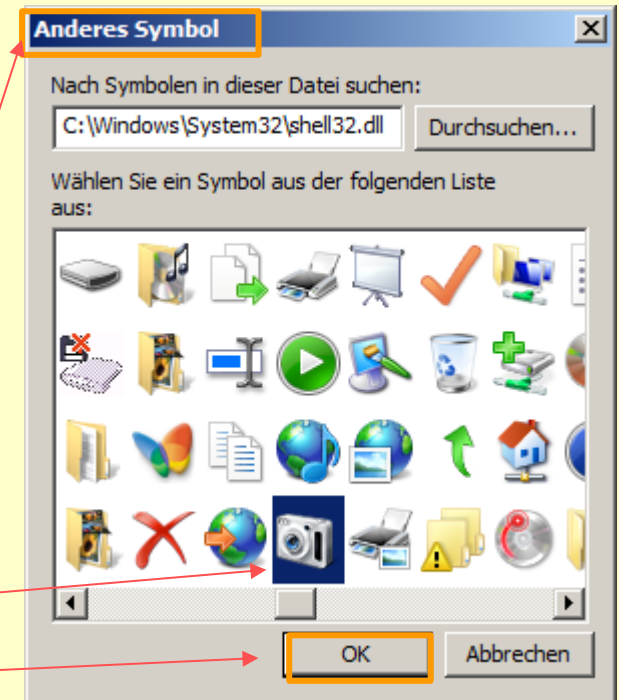 Anderes Symbol
Nach Symbolen in dieser Datei suchen:
C:\Windows\System32\shell32.dll
Durchsuchen...
Wählen Sie ein Symbol aus der folgenden Liste
aus:
OK
Abbrechen